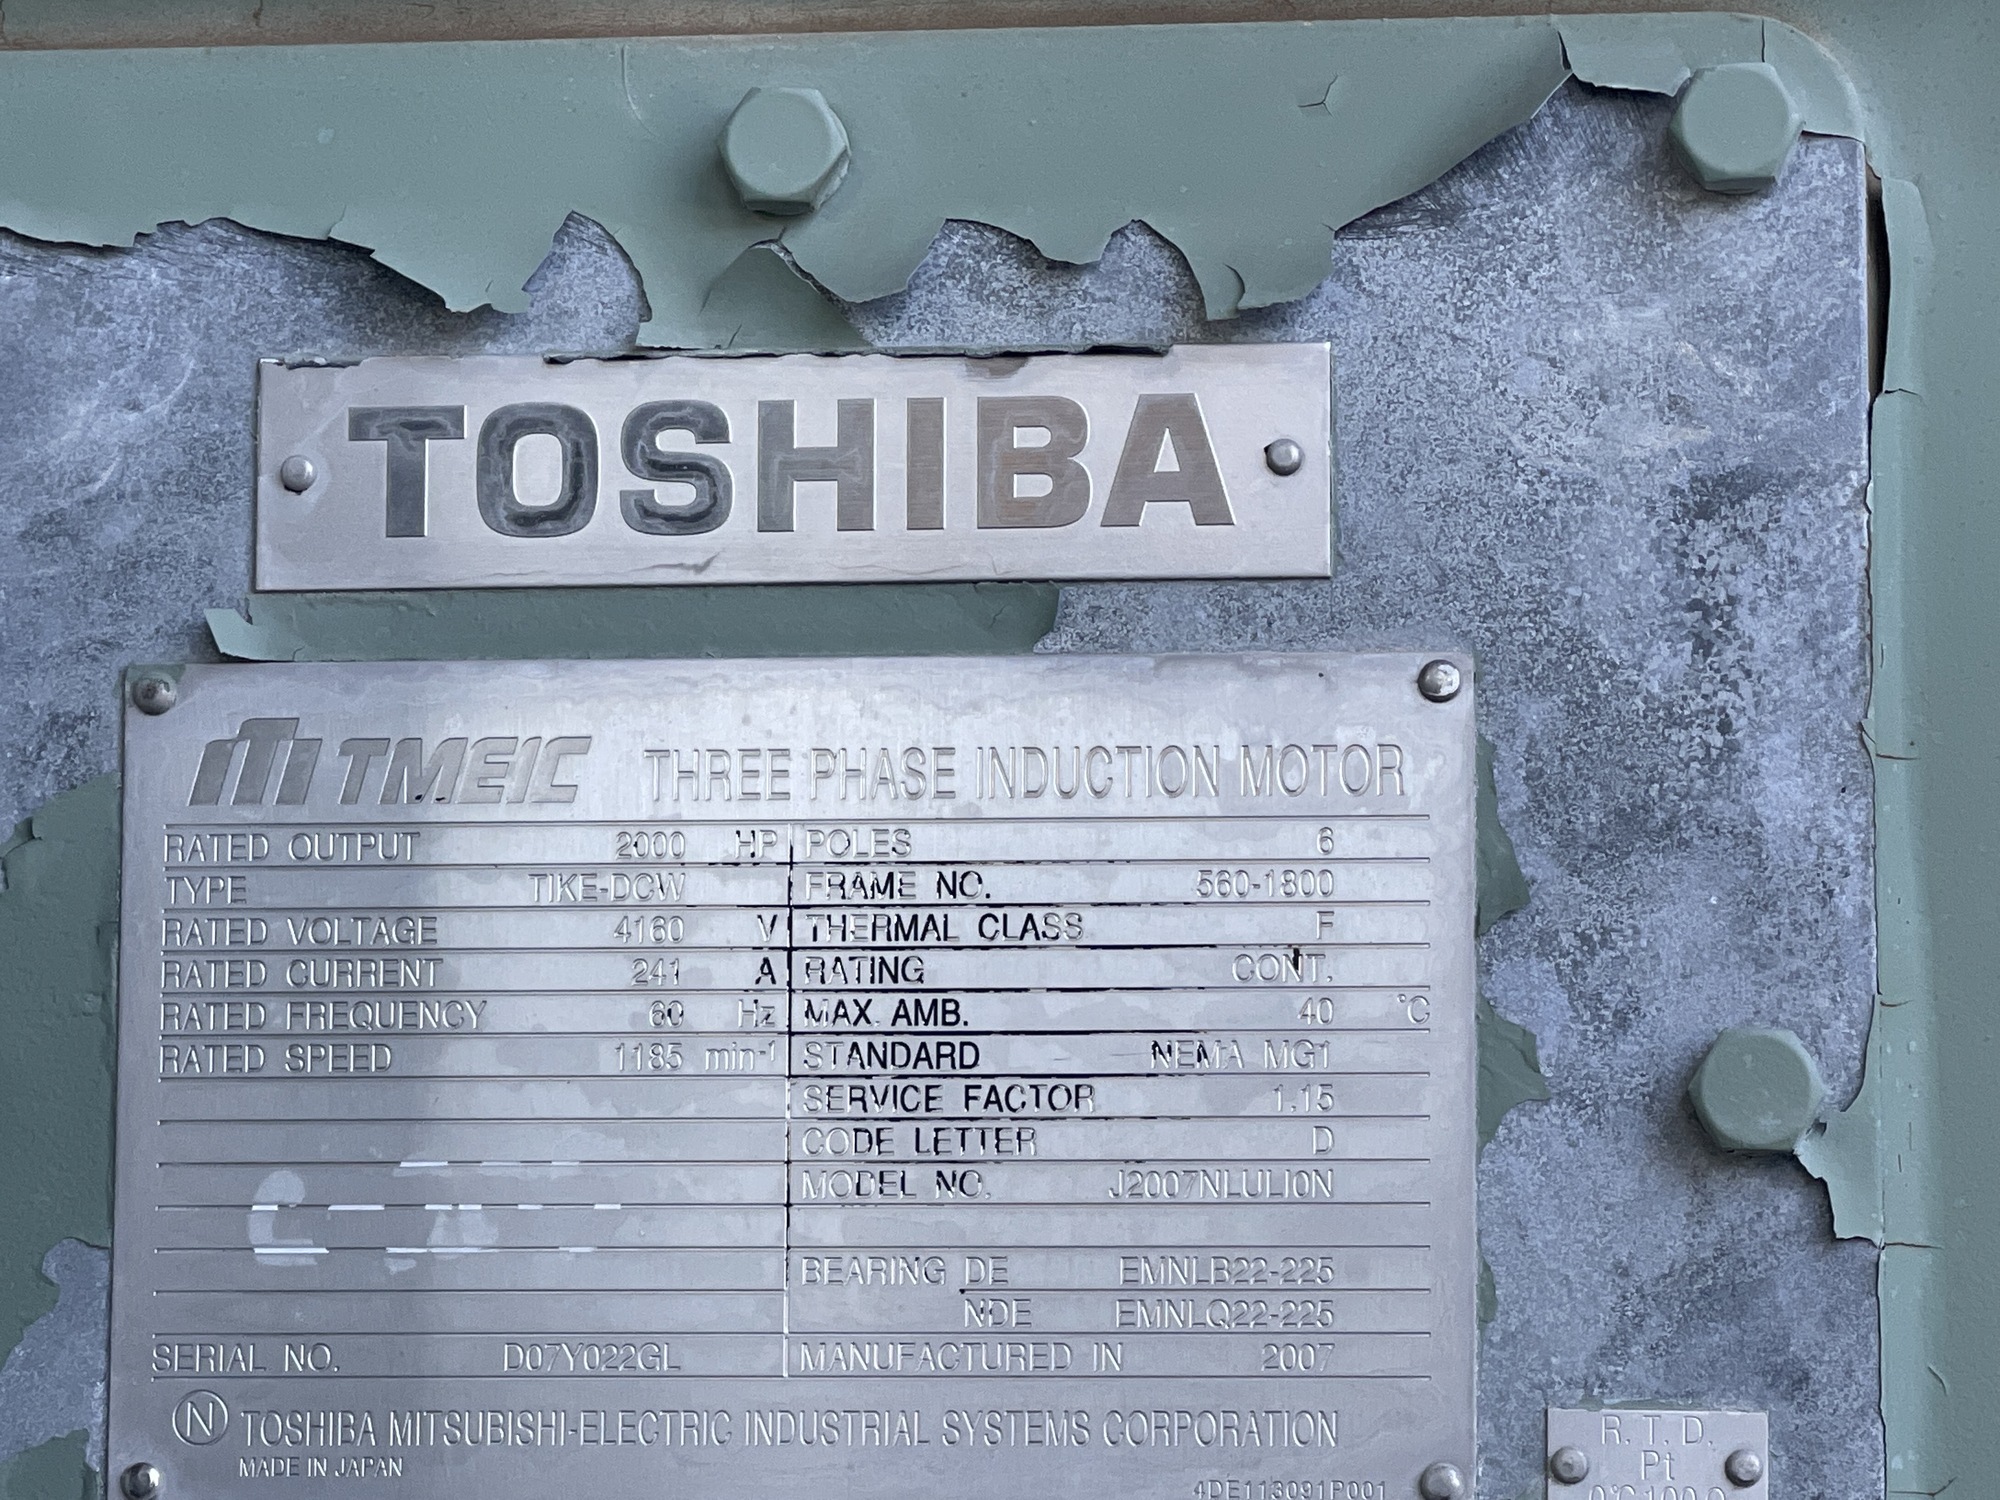 TOSHIBA
TMEIC THREE PHASE INDUCTION MOTOR
RATED OUTPUT 2000 HP POLES 6
TYPE TIKE-DCW FRAME NO. 560-1800
RATED VOLTAGE 4160 V THERMAL CLASS F
RATED CURRENT 241 A RATING CONT.
RATED FREQUENCY 60 Hz MAX. AMB. 40 °C
RATED SPEED 1185 min⁻¹ STANDARD NEMA MG1
SERVICE FACTOR 1.15
CODE LETTER D
MODEL NO. J2007NLULI0N
BEARING DE EMNLB22-225
NDE EMNLQ22-225
SERIAL NO. D07Y022GL MANUFACTURED IN 2007
N TOSHIBA MITSUBISHI-ELECTRIC INDUSTRIAL SYSTEMS CORPORATION
MADE IN JAPAN
4DE113091P001
R.T.D.
Pt
0°C 100Ω